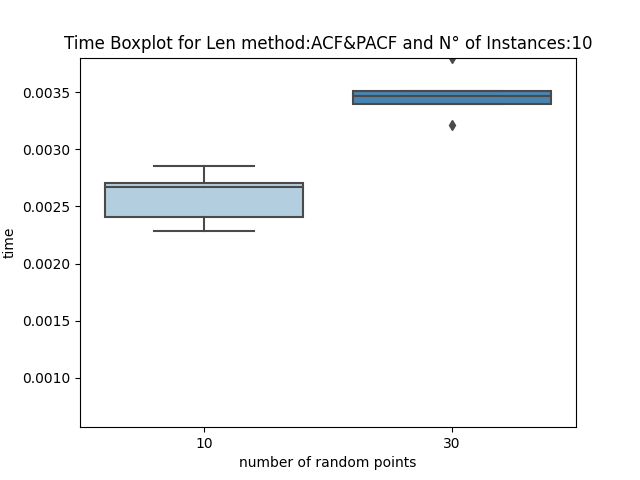 Time Boxplot for Len method:ACF&PACF and N° of Instances:10
0.0035
0.0030
0.0025
0.0020
0.0015
0.0010
time
10 30
number of random points